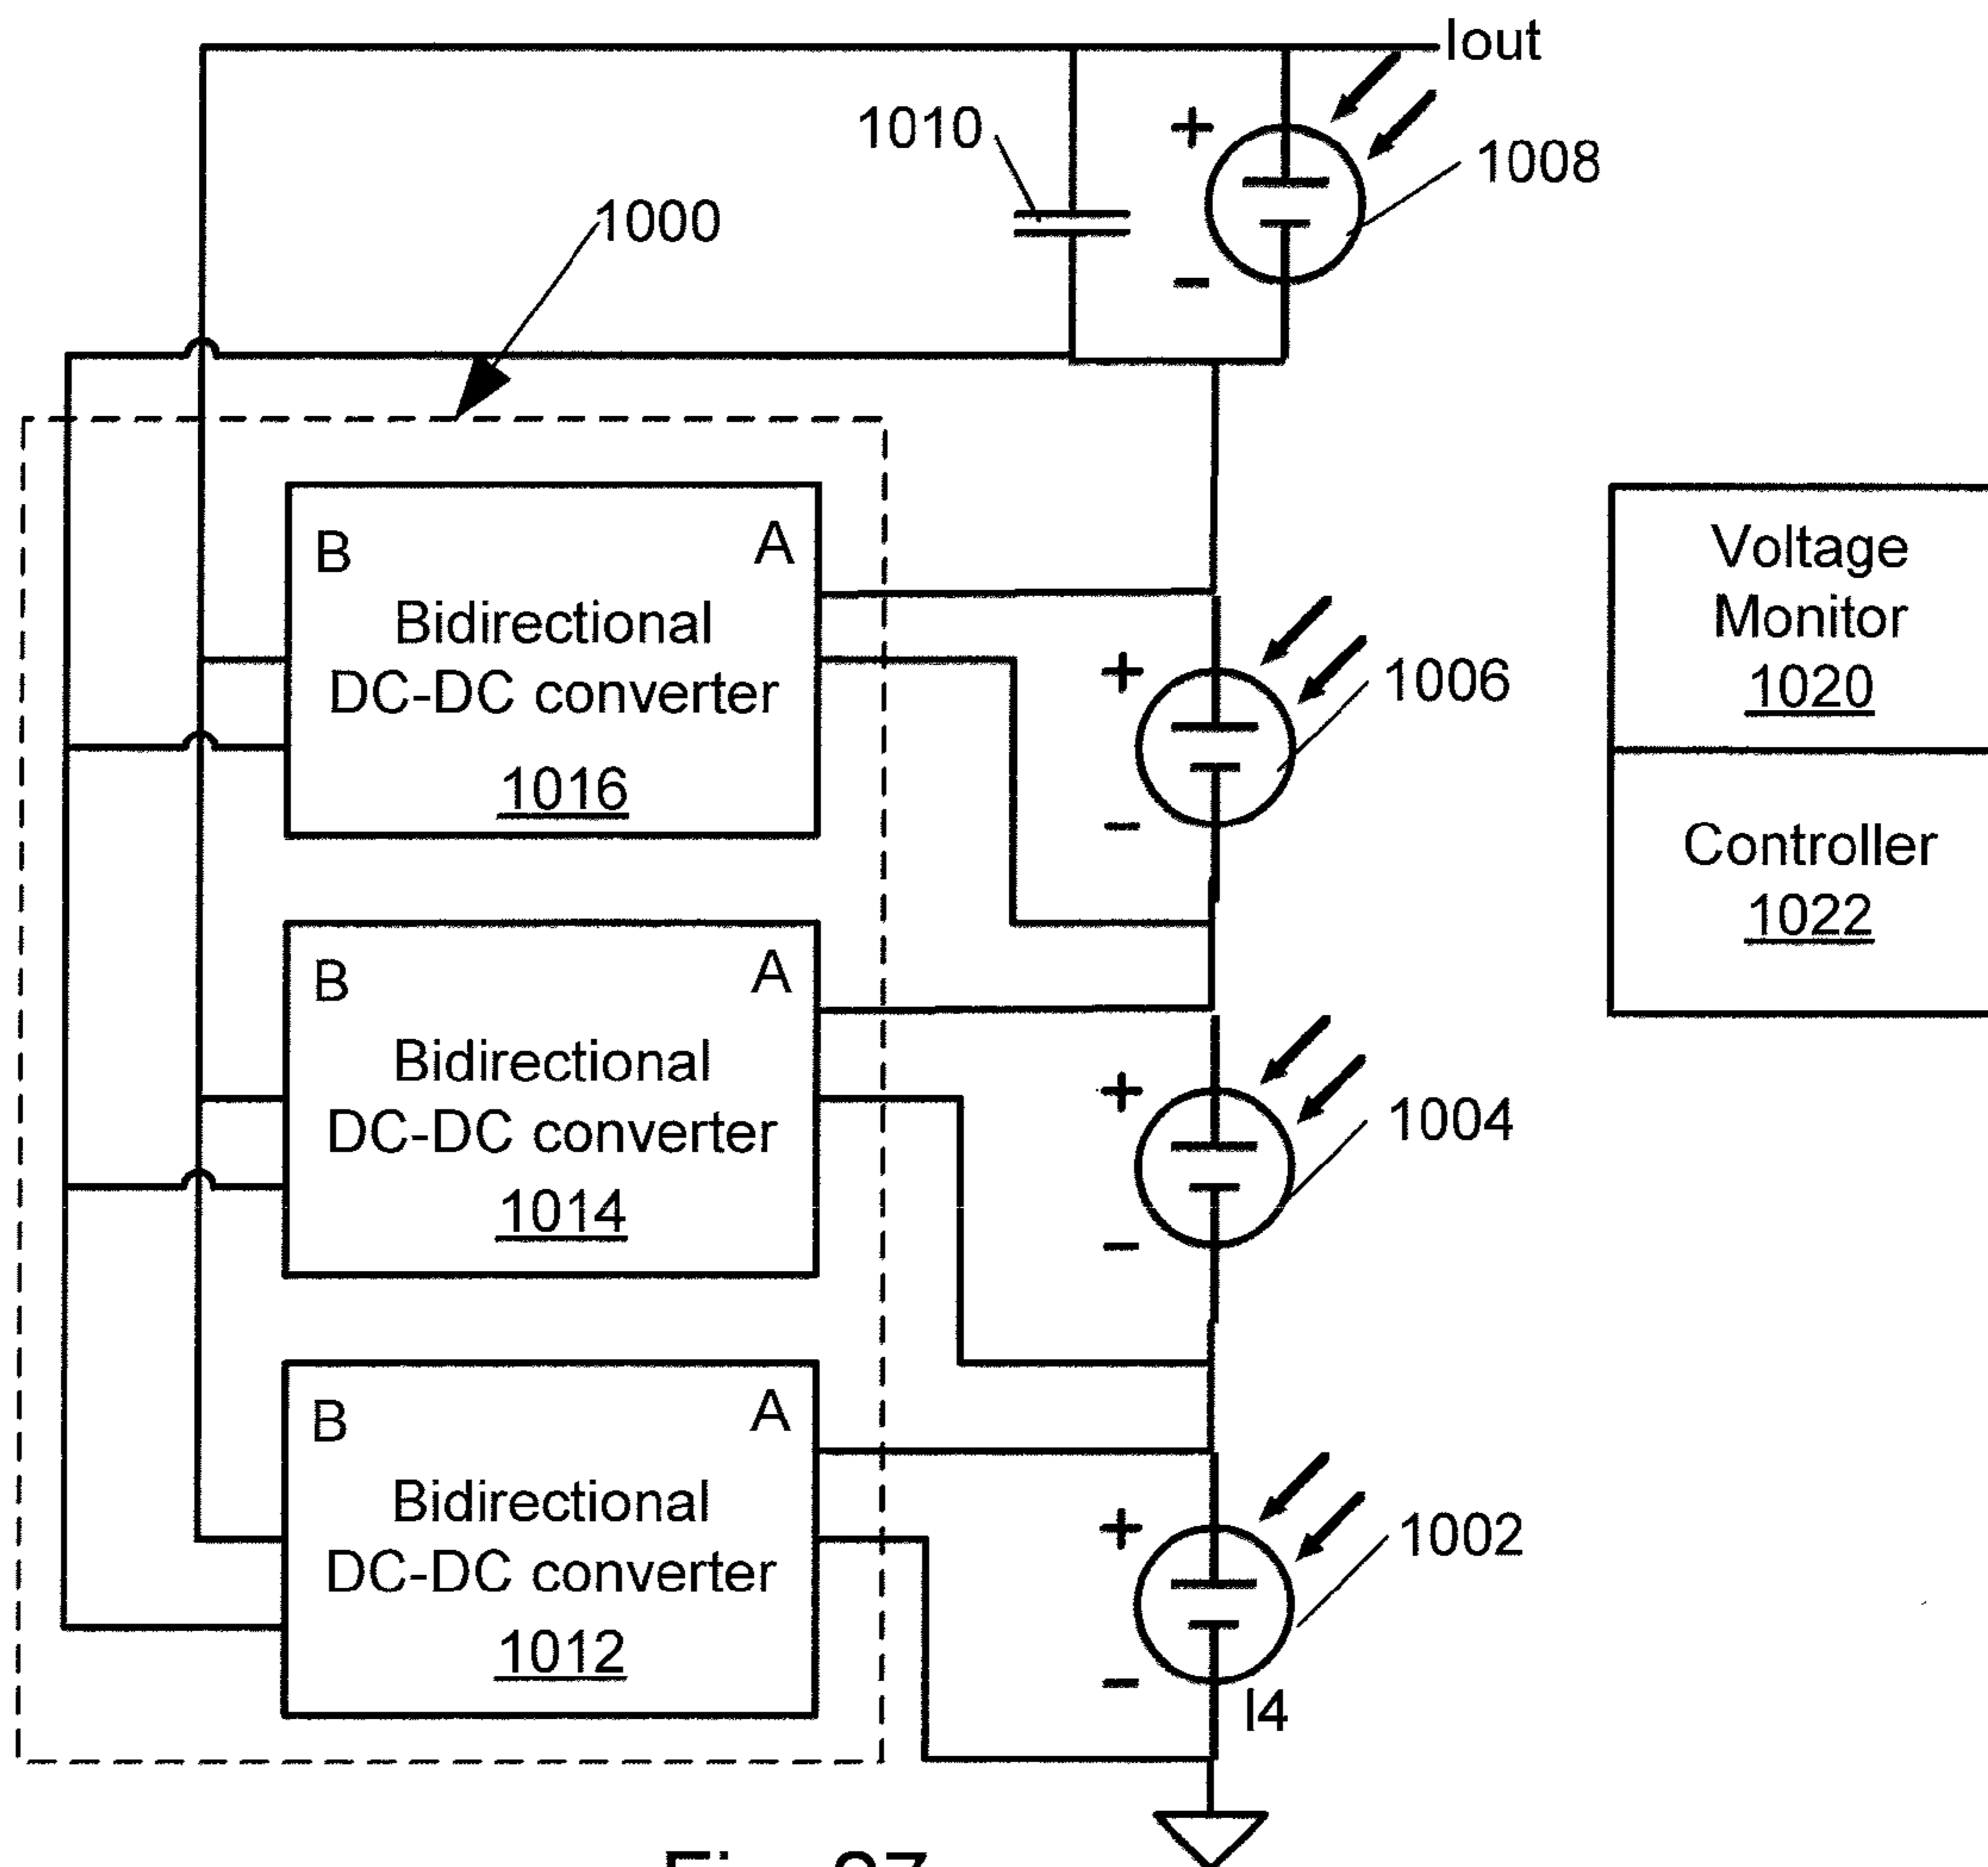 Iout
1010
+
1008
1000
−
B
A
Bidirectional
DC-DC converter
1016
+
1006
−
Voltage
Monitor
1020
Controller
1022
B
A
Bidirectional
DC-DC converter
1014
+
1004
−
B
A
Bidirectional
DC-DC converter
1012
+
1002
−
I4